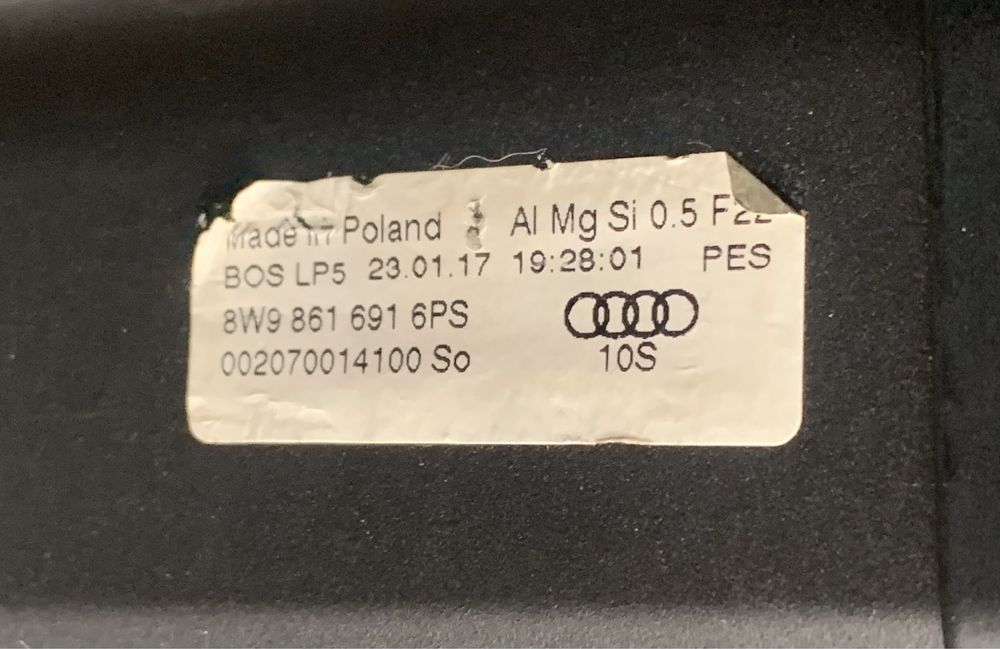 Made in Poland Al Mg Si 0.5
BOS LP5 23.01.17 19:28:01 PES
8W9 861 691 6PS
002070014100 So 10S